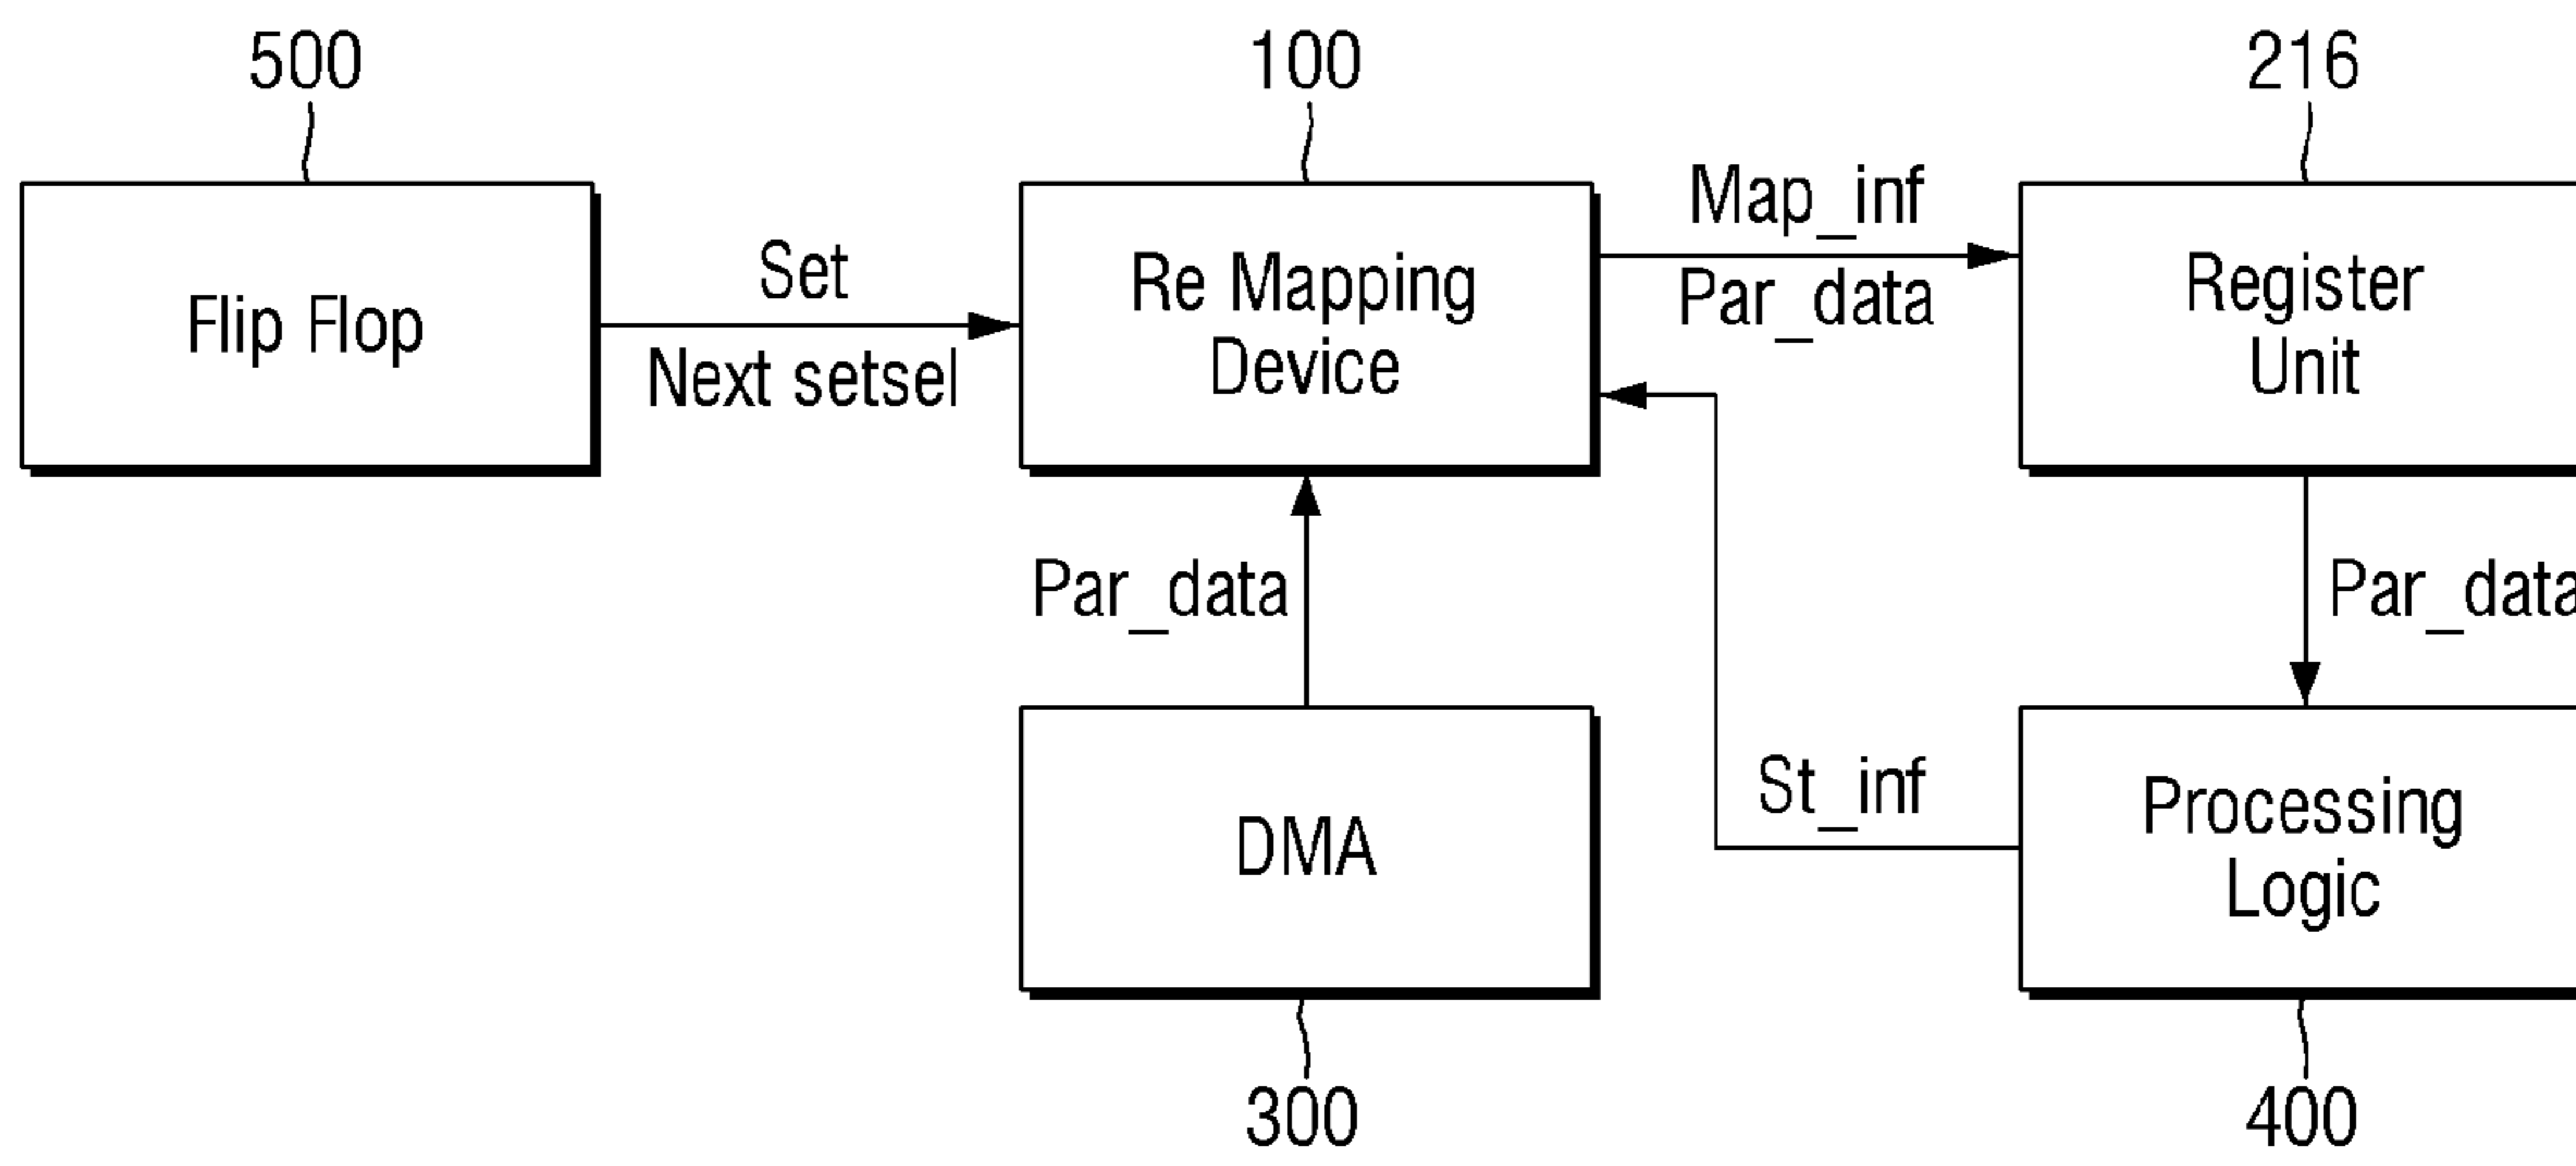 500
100
216
Flip Flop
Set
Next setsel
Re Mapping
Device
Map_inf
Par_data
Register
Unit
Par_data
Par_data
DMA
St_inf
Processing
Logic
300
400